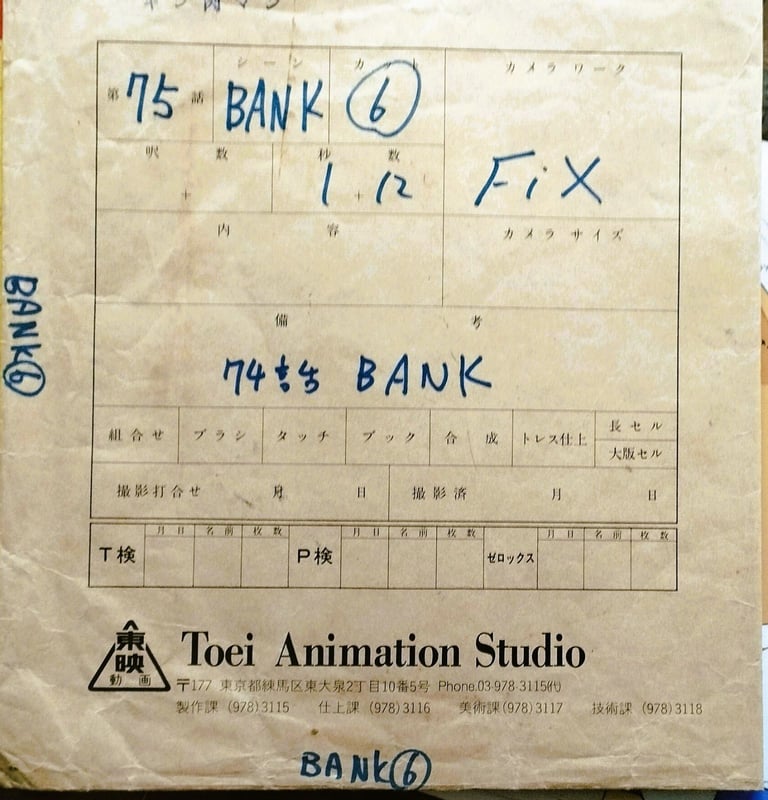 シーン カット カメラワーク
第 75 話 BANK ⑥
呎 数 秒 数
+ 1 + 12 FiX
内 容 カメラサイズ
備 考
74話 BANK
組合せ ブラシ タッチ ブック 合成 トレス仕上 長セル
大版セル
撮影打合せ 月 日 撮影済 月 日
月日 名前 枚数 月日 名前 枚数 月日 名前 枚数
T検 P検 ゼロックス
東映動画
Toei Animation Studio
〒177 東京都練馬区東大泉2丁目10番5号 Phone.03-978-3115㈹
製作課 (978)3115 仕上課 (978)3116 美術課(978)3117 技術課 (978)3118
BANK⑥
BANK⑥